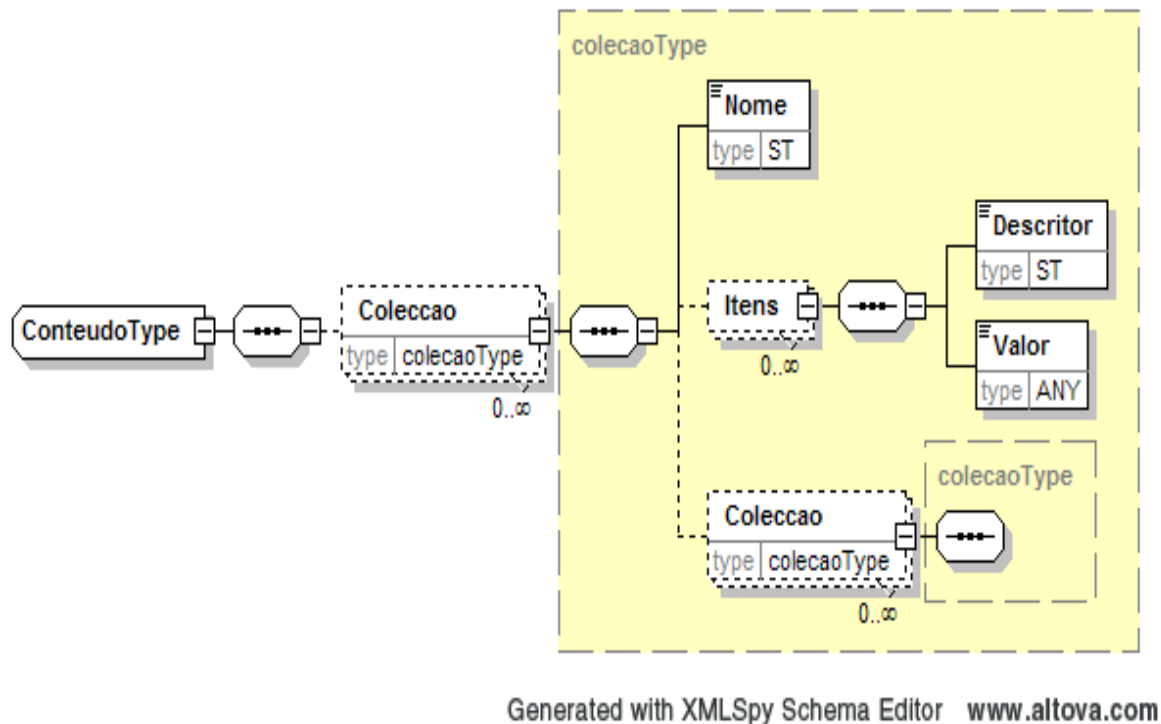 colecaoType
Nome
type ST
Descritor
type ST
ConteudoType
Coleccao
type colecaoType
0..∞
Itens
0..∞
Valor
type ANY
colecaoType
Coleccao
type colecaoType
0..∞
Generated with XMLSpy Schema Editor www.altova.com